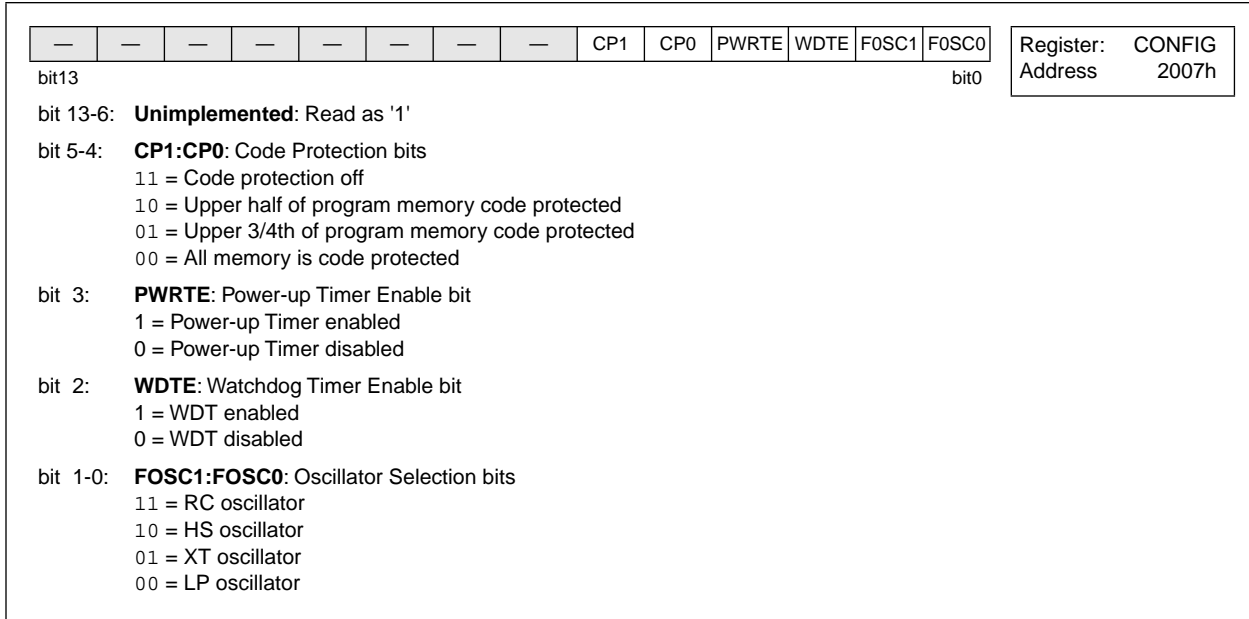 — — — — — — — — CP1 CP0 PWRTE WDTE F0SC1 F0SC0
Register: CONFIG
Address 2007h
bit13 bit0
bit 13-6: Unimplemented: Read as '1'
bit 5-4: CP1:CP0: Code Protection bits
11 = Code protection off
10 = Upper half of program memory code protected
01 = Upper 3/4th of program memory code protected
00 = All memory is code protected
bit 3: PWRTE: Power-up Timer Enable bit
1 = Power-up Timer enabled
0 = Power-up Timer disabled
bit 2: WDTE: Watchdog Timer Enable bit
1 = WDT enabled
0 = WDT disabled
bit 1-0: FOSC1:FOSC0: Oscillator Selection bits
11 = RC oscillator
10 = HS oscillator
01 = XT oscillator
00 = LP oscillator